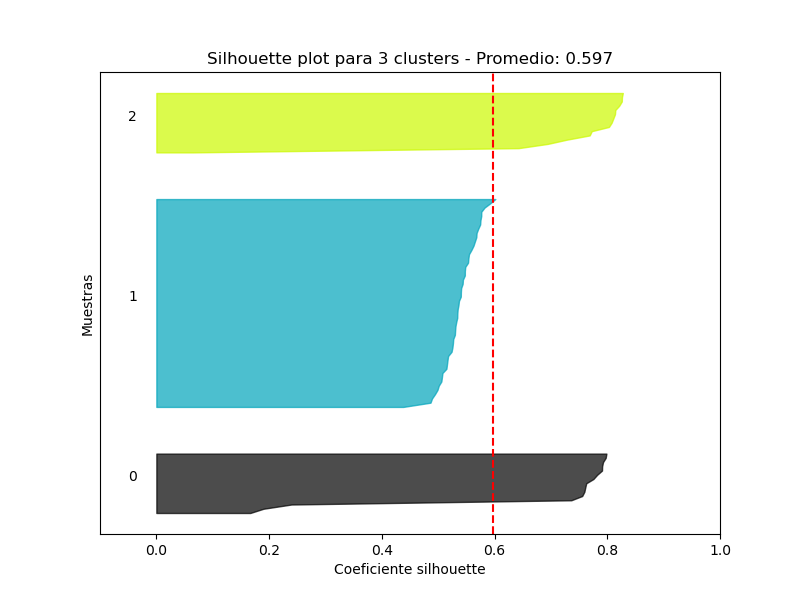 Silhouette plot para 3 clusters - Promedio: 0.597
2
1
0
Muestras
0.0 0.2 0.4 0.6 0.8 1.0
Coeficiente silhouette